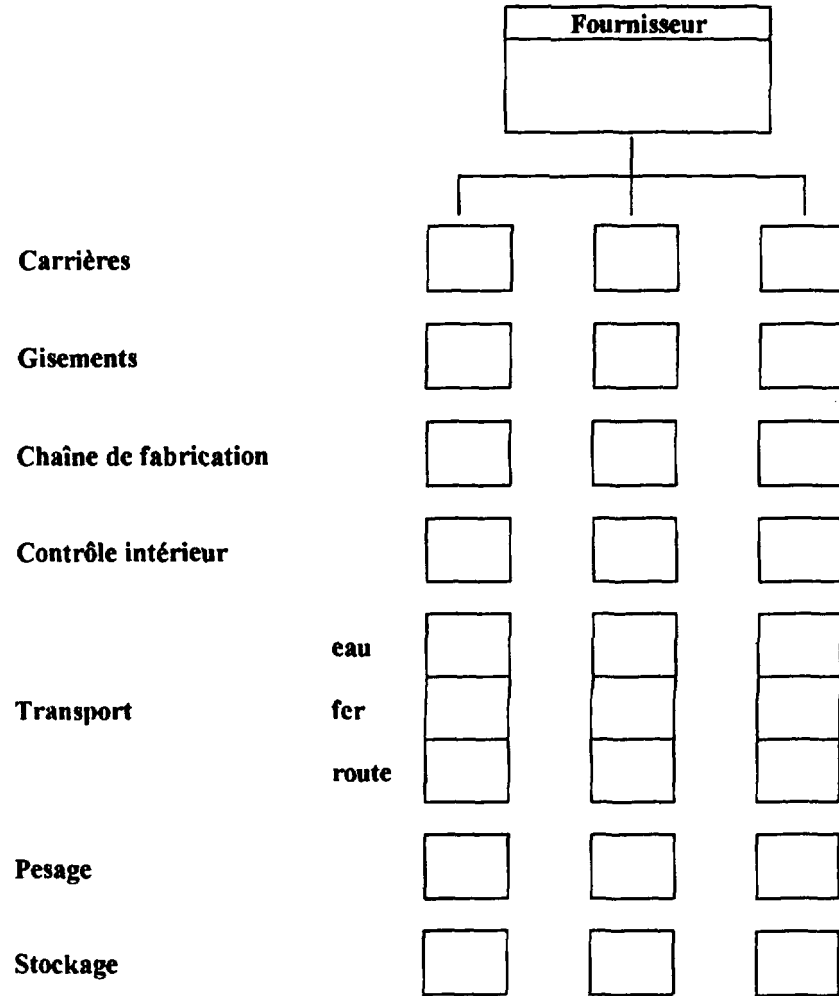 Fournisseur
Carrières
Gisements
Chaîne de fabrication
Contrôle intérieur
eau
Transport fer
route
Pesage
Stockage